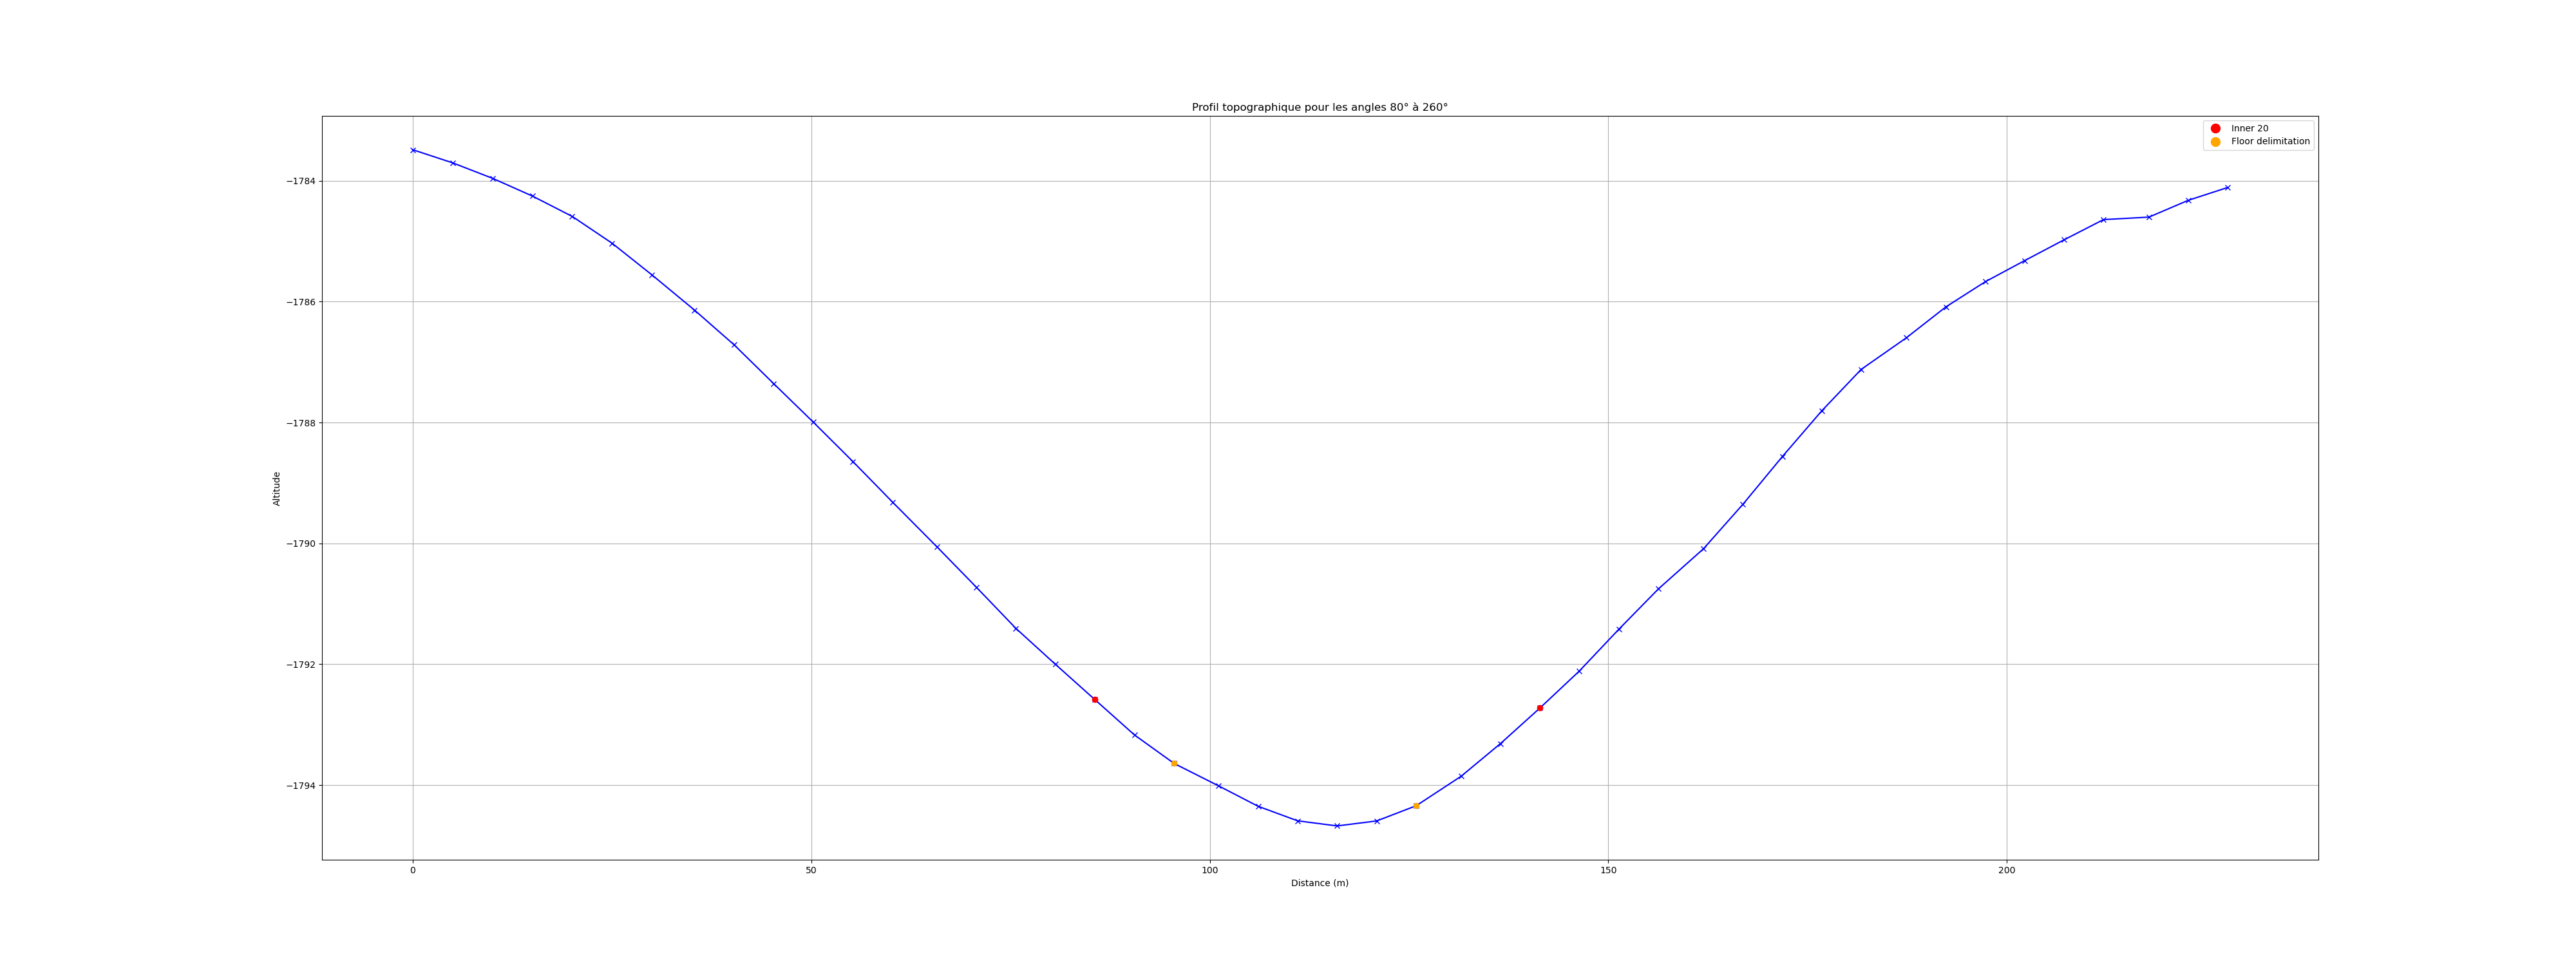 Profil topographique pour les angles 80° à 260°
Inner 20
Floor delimitation
−1784
−1786
−1788
−1790
−1792
−1794
Altitude
0
50
100
150
200
Distance (m)